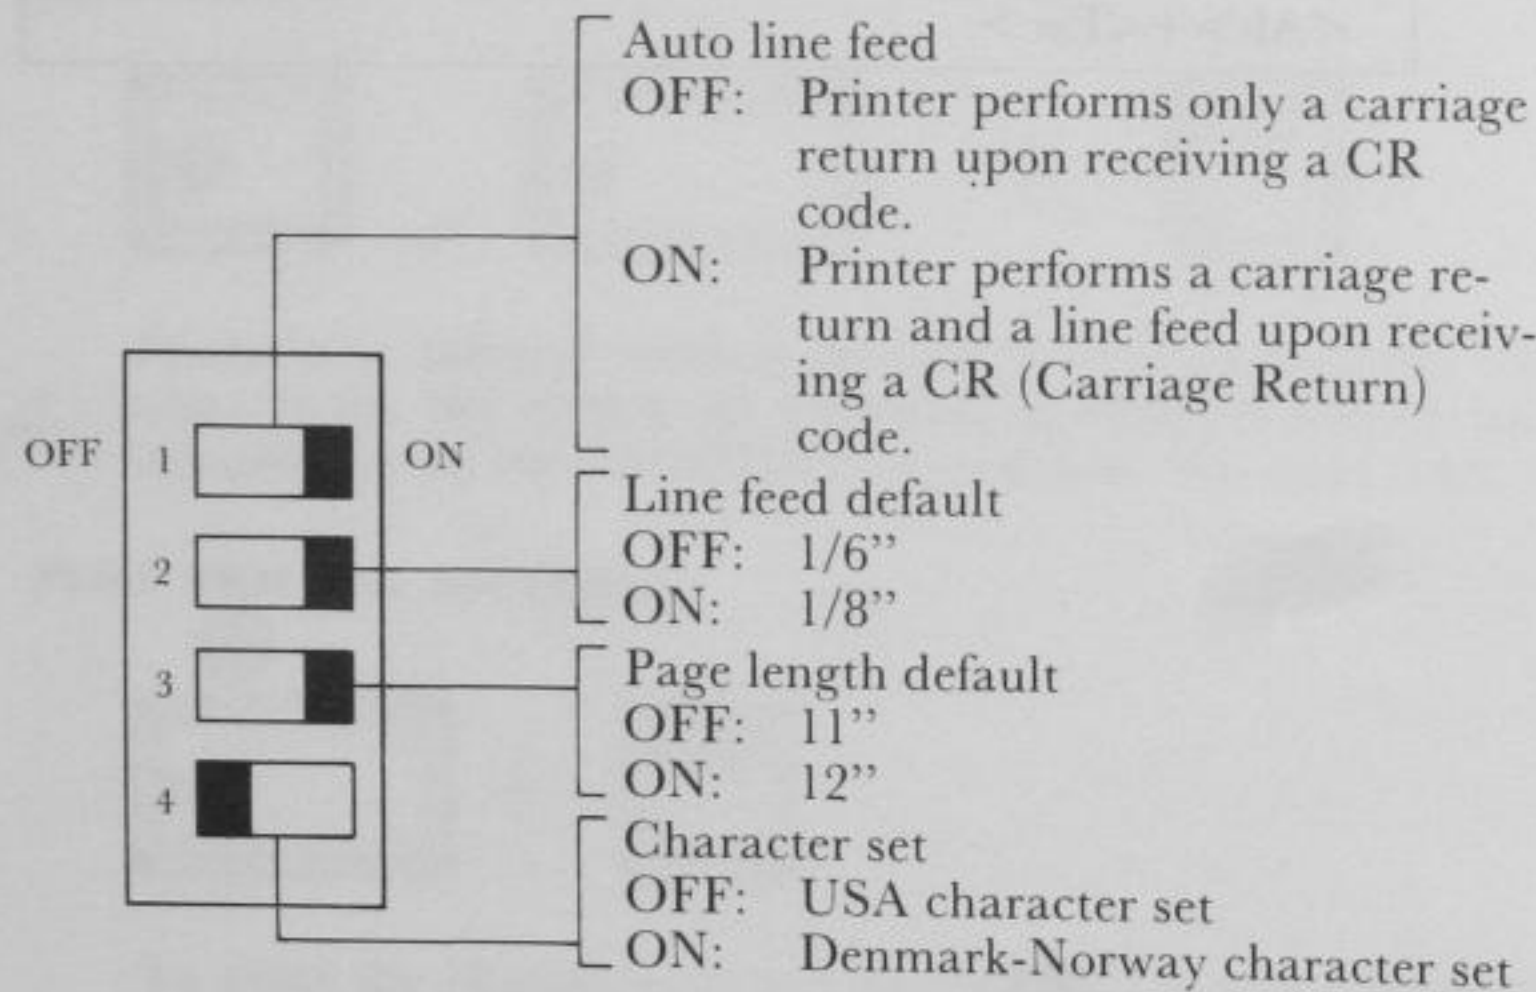 Auto line feed
OFF: Printer performs only a carriage
return upon receiving a CR
code.
ON: Printer performs a carriage re-
turn and a line feed upon receiv-
ing a CR (Carriage Return)
code.
OFF 1 ON
Line feed default
OFF: 1/6”
2
ON: 1/8”
Page length default
3
OFF: 11”
ON: 12”
4
Character set
OFF: USA character set
ON: Denmark-Norway character set